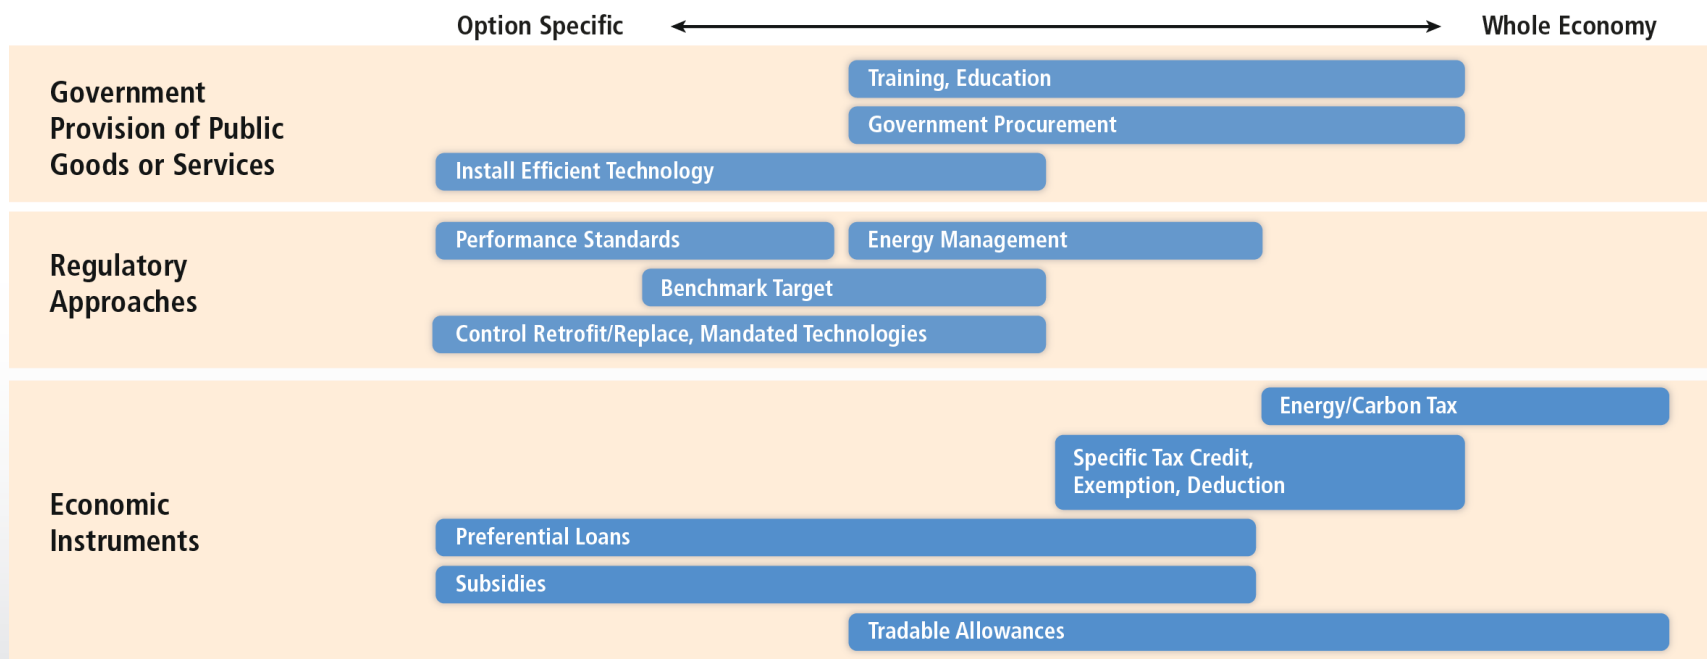 Option Specific
Whole Economy
Government
Provision of Public
Goods or Services
Training, Education
Government Procurement
Install Efficient Technology
Regulatory
Approaches
Performance Standards
Energy Management
Benchmark Target
Control Retrofit/Replace, Mandated Technologies
Economic
Instruments
Energy/Carbon Tax
Specific Tax Credit,
Exemption, Deduction
Preferential Loans
Subsidies
Tradable Allowances